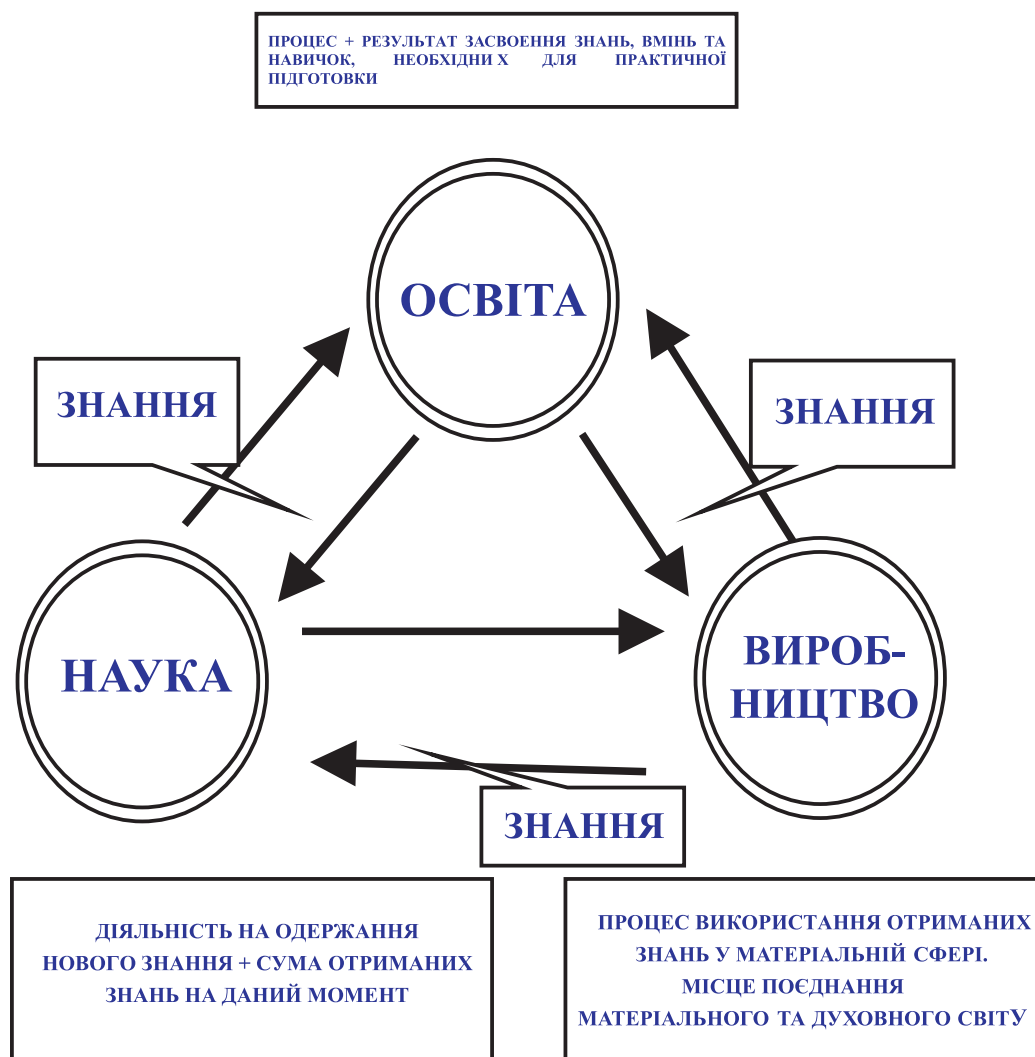 ПРОЦЕС + РЕЗУЛЬТАТ ЗАСВОЕННЯ ЗНАНЬ, ВМІНЬ ТА
НАВИЧОК, НЕОБХІДНИ Х ДЛЯ ПРАКТИЧНОЇ
ПІДГОТОВКИ
ОСВІТА
ЗНАННЯ
ЗНАННЯ
НАУКА
ВИРОБ-
НИЦТВО
ЗНАННЯ
ДІЯЛЬНІСТЬ НА ОДЕРЖАННЯ
НОВОГО ЗНАННЯ + СУМА ОТРИМАНИХ
ЗНАНЬ НА ДАНИЙ МОМЕНТ
ПРОЦЕС ВИКОРИСТАННЯ ОТРИМАНИХ
ЗНАНЬ У МАТЕРІАЛЬНІЙ СФЕРІ.
МІСЦЕ ПОЄДНАННЯ
МАТЕРІАЛЬНОГО ТА ДУХОВНОГО СВІТУ